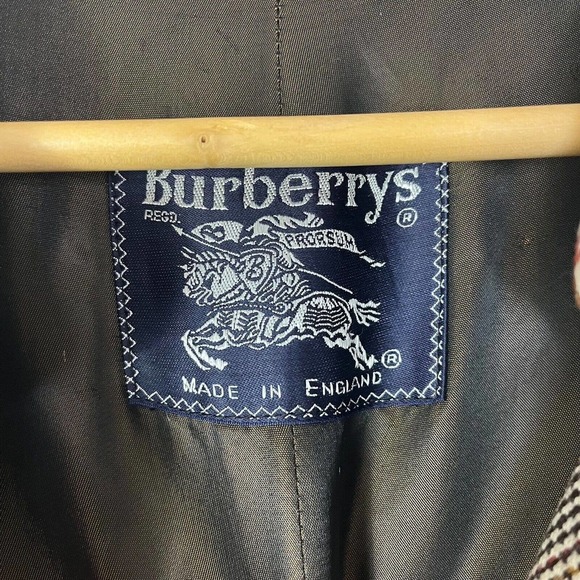 Burberrys
®
REGD.
PRORSUM
B
®
MADE IN ENGLAND